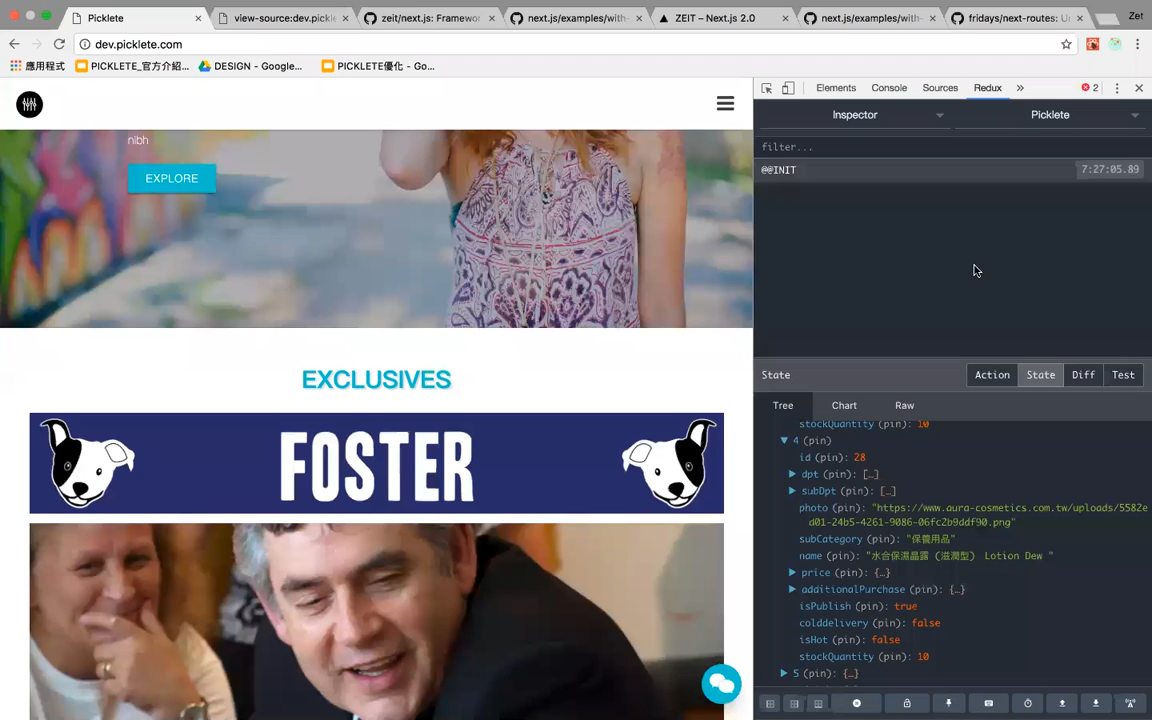 Picklete
view-source:dev.pickle
zeit/next.js: Framewor
next.js/examples/with-
ZEIT – Next.js 2.0
next.js/examples/with-
fridays/next-routes: Un
Zet
dev.picklete.com
應用程式
PICKLETE_官方介紹...
DESIGN - Google...
PICKLETE優化 - Go...
Elements
Console
Sources
Redux
»
2
Inspector
Picklete
filter...
@@INIT
7:27:05.89
nibh
EXPLORE
EXCLUSIVES
FOSTER
State
Action
State
Diff
Test
Tree
Chart
Raw
stockQuantity (pin): 10
4 (pin)
id (pin): 28
dpt (pin): […]
subDpt (pin): […]
photo (pin): "https://www.aura-cosmetics.com.tw/uploads/5582e
d01-24b5-4261-9086-06fc2b9ddf90.png"
subCategory (pin): "保養用品"
name (pin): "水合保濕晶露 (滋潤型) Lotion Dew "
price (pin): {…}
additionalPurchase (pin): {…}
isPublish (pin): true
colddelivery (pin): false
isHot (pin): false
stockQuantity (pin): 10
5 (pin): {…}